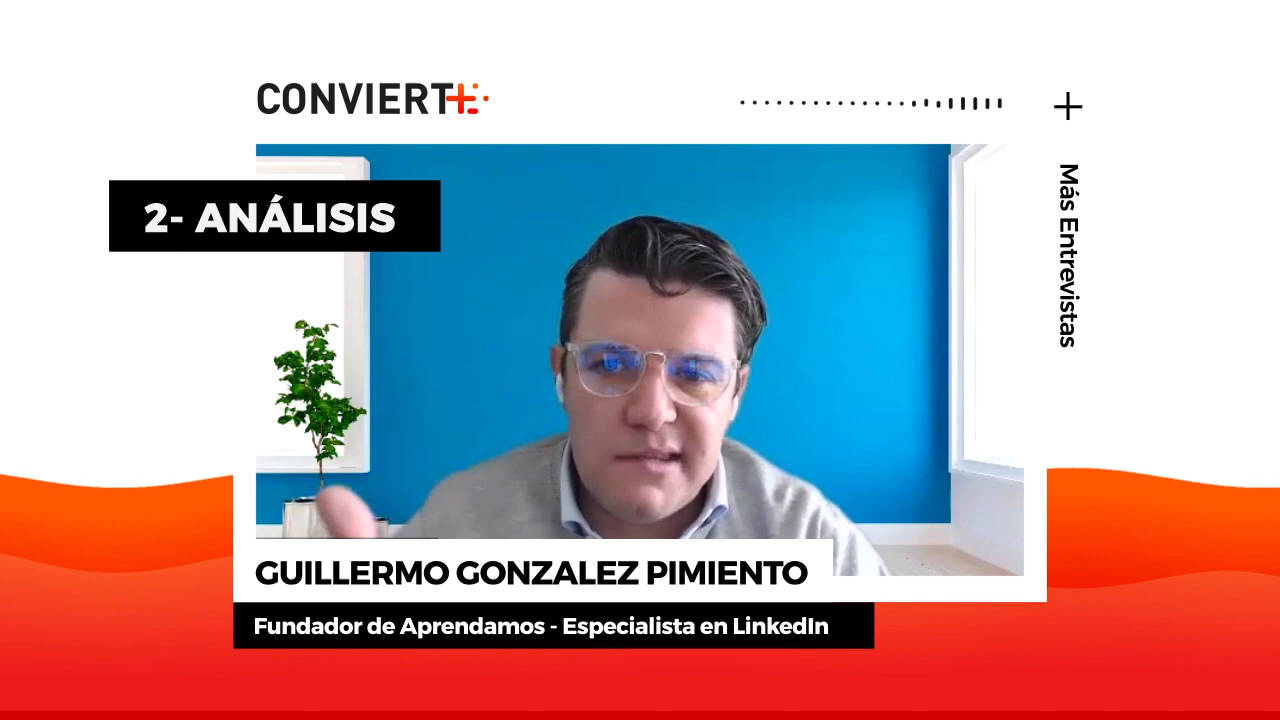 CONVIERT+
2- ANÁLISIS
Más Entrevistas
GUILLERMO GONZALEZ PIMIENTO
Fundador de Aprendamos - Especialista en LinkedIn